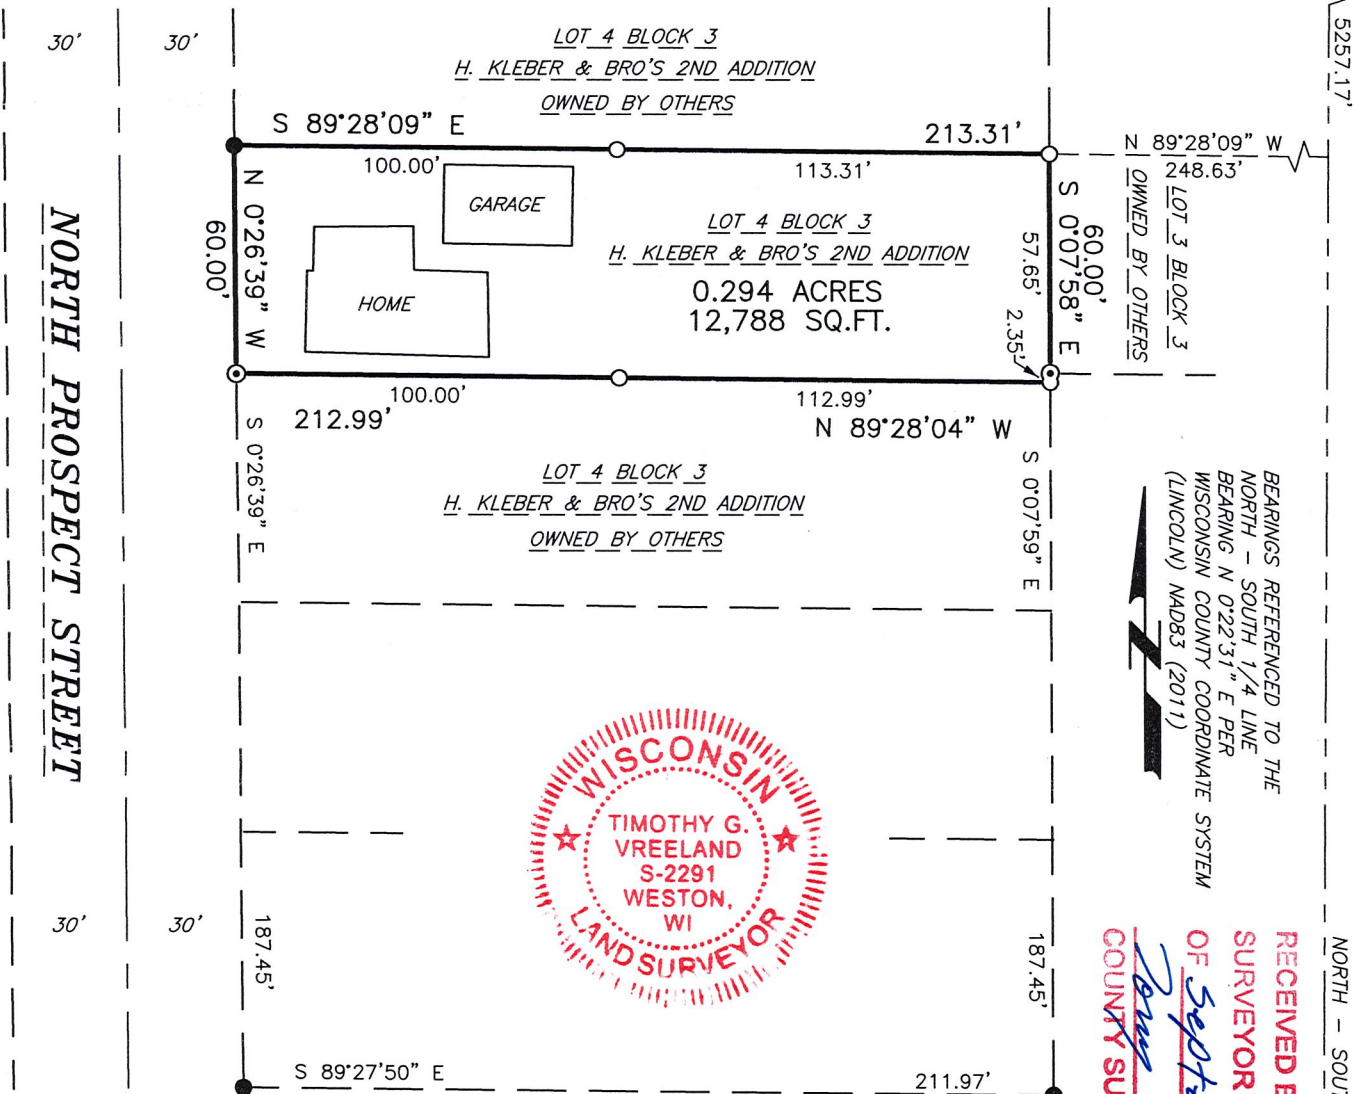 30'
30'
LOT 4 BLOCK 3
H. KLEBER & BRO'S 2ND ADDITION
OWNED BY OTHERS
5257.17'
S 89°28'09" E
213.31'
N 89°28'09" W
248.63'
100.00'
113.31'
GARAGE
HOME
N 0°26'39" W
60.00'
LOT 4 BLOCK 3
H. KLEBER & BRO'S 2ND ADDITION
0.294 ACRES
12,788 SQ.FT.
60.00'
S 0°07'58" E
57.65'
2.35'
LOT 3 BLOCK 3
OWNED BY OTHERS
100.00'
112.99'
212.99'
N 89°28'04" W
NORTH PROSPECT STREET
S 0°26'39" E
LOT 4 BLOCK 3
H. KLEBER & BRO'S 2ND ADDITION
OWNED BY OTHERS
S 0°07'59" E
BEARINGS REFERENCED TO THE
NORTH - SOUTH 1/4 LINE
BEARING N 0°22'31" E PER
WISCONSIN COUNTY COORDINATE SYSTEM
(LINCOLN) NAD83 (2011)
N
WISCONSIN
TIMOTHY G.
VREELAND
S-2291
WESTON,
WI
LAND SURVEYOR
30'
30'
187.45'
187.45'
RECEIVED
SURVEYOR
OF Sept
COUNTY SU
NORTH - SOU
S 89°27'50" E
211.97'